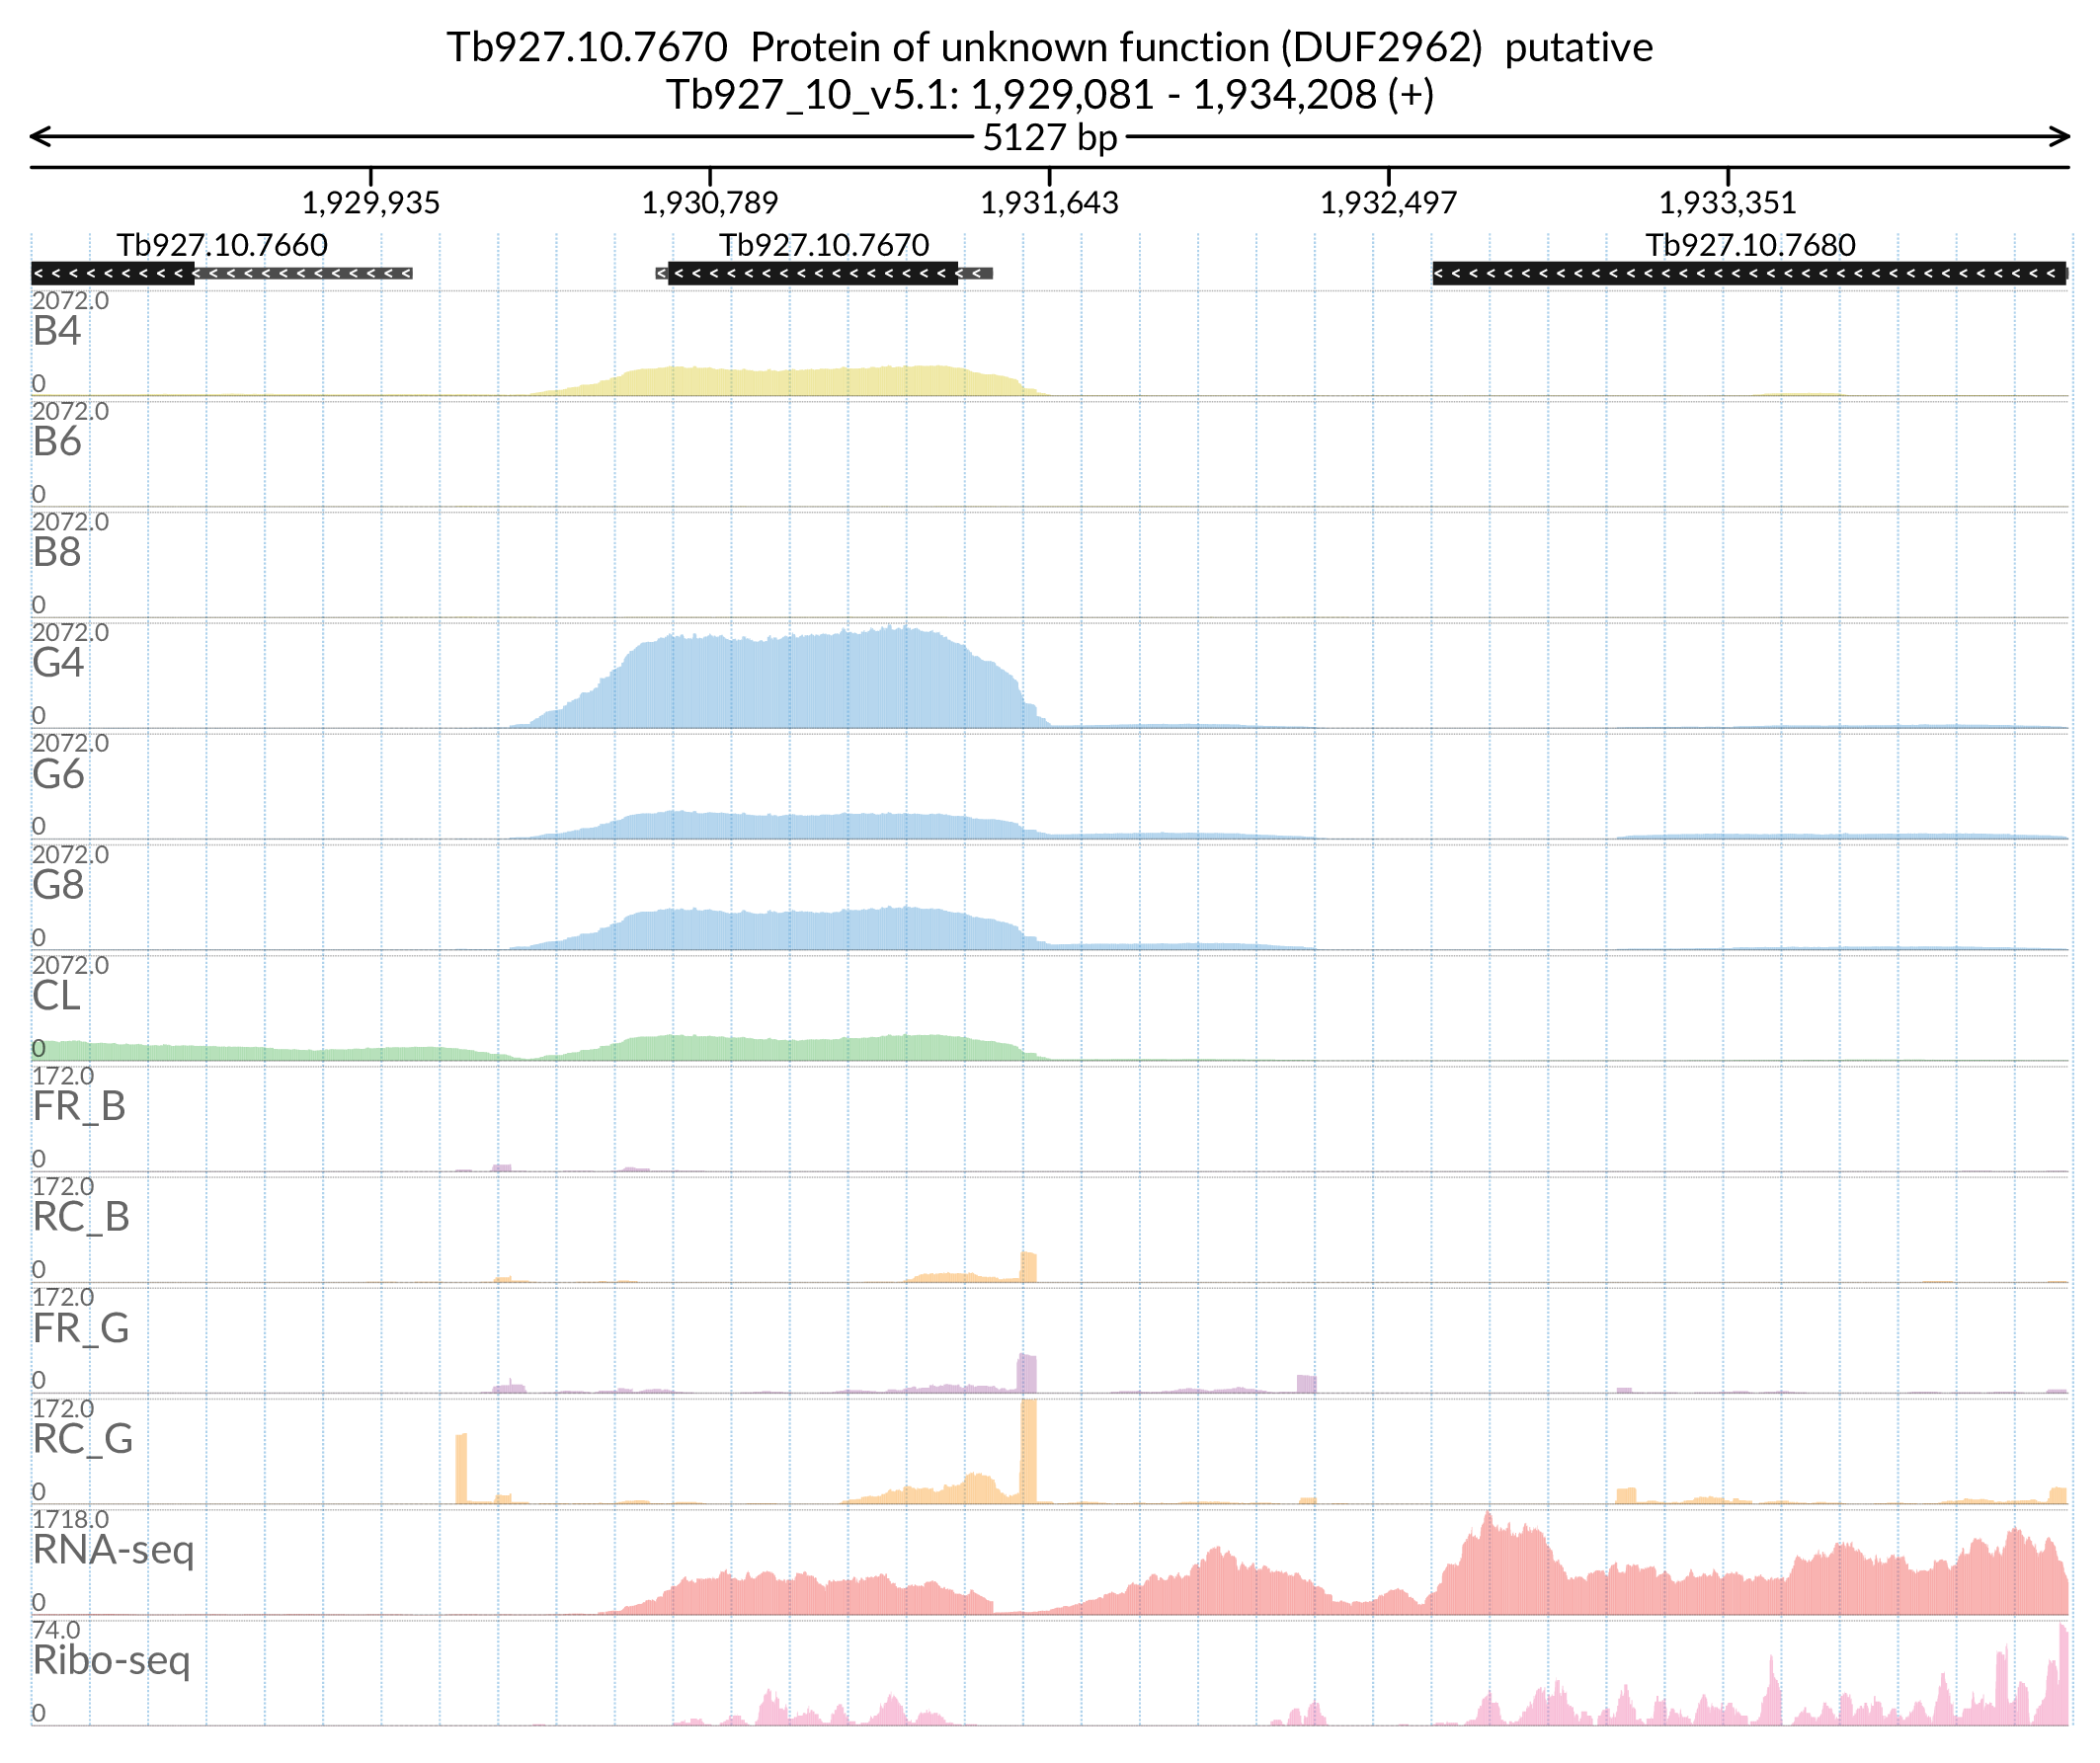 Tb927.10.7670  Protein of unknown function (DUF2962)  putative
Tb927_10_v5.1: 1,929,081 - 1,934,208 (+)
5127 bp
1,929,935 1,930,789 1,931,643 1,932,497 1,933,351
Tb927.10.7660 Tb927.10.7670 Tb927.10.7680
2072.0
B4
0
2072.0
B6
0
2072.0
B8
0
2072.0
G4
0
2072.0
G6
0
2072.0
G8
0
2072.0
CL
0
172.0
FR_B
0
172.0
RC_B
0
172.0
FR_G
0
172.0
RC_G
0
1718.0
RNA-seq
0
74.0
Ribo-seq
0